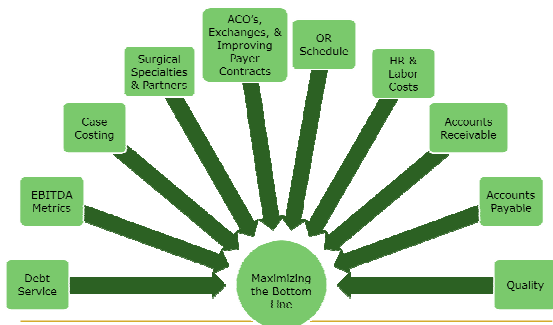 ACO's,
Exchanges, &
Improving
Payer
Contracts
OR
Schedule
Surgical
Specialties
& Partners
HR &
Labor
Costs
Case
Costing
Accounts
Receivable
EBITDA
Metrics
Accounts
Payable
Debt
Service
Maximizing
the Bottom
Line
Quality